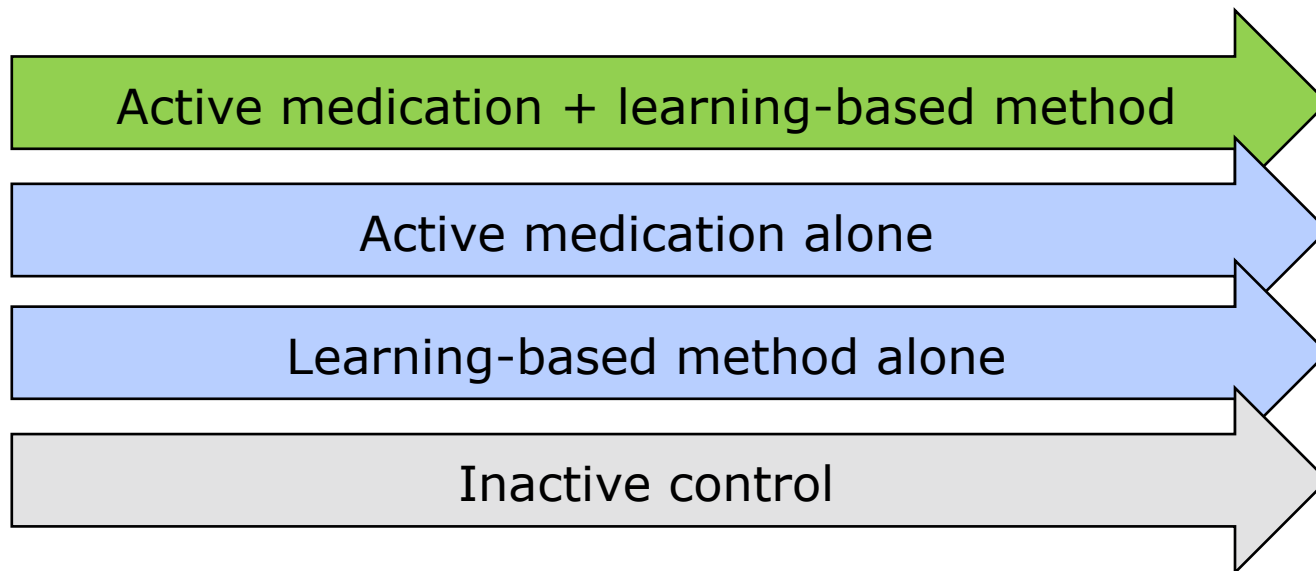 Active medication + learning-based method
Active medication alone
Learning-based method alone
Inactive control